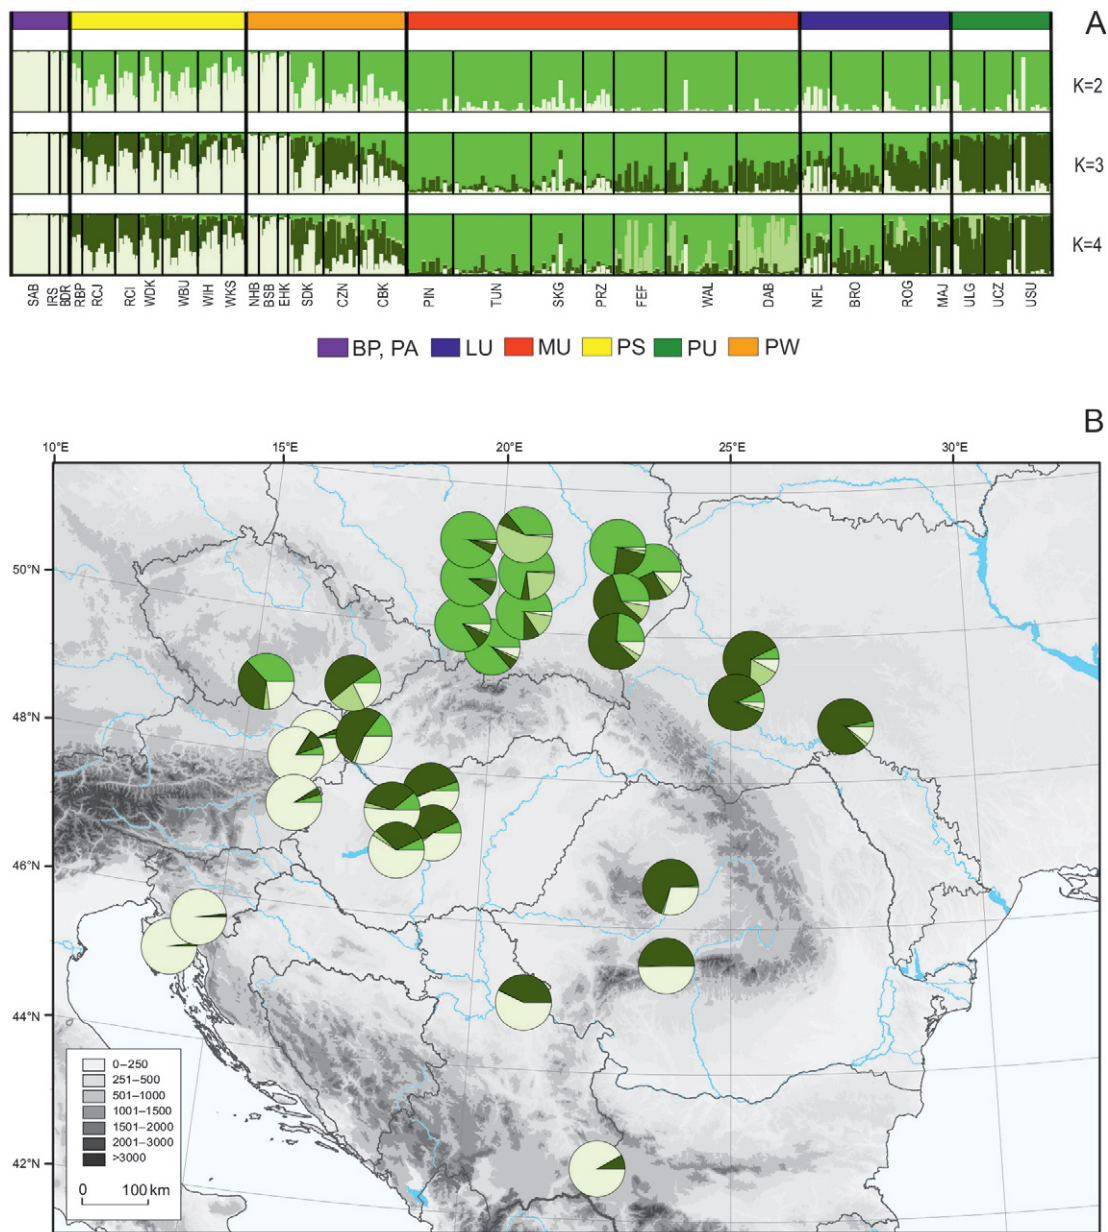 A
K=2
K=3
K=4
SAB IRS BDR RBP RCJ RCI WDK WBU WIH WKS NHB BSB EHK SDK CZN CBK PIN TUN SKG PRZ FEF WAL DAB NFL BRO ROG MAJ ULG UCZ USU
BP, PA LU MU PS PU PW
B
10°E 15°E 20°E 25°E 30°E
50°N
48°N
46°N
44°N
42°N
0–250
251–500
501–1000
1001–1500
1501–2000
2001–3000
>3000
0 100 km